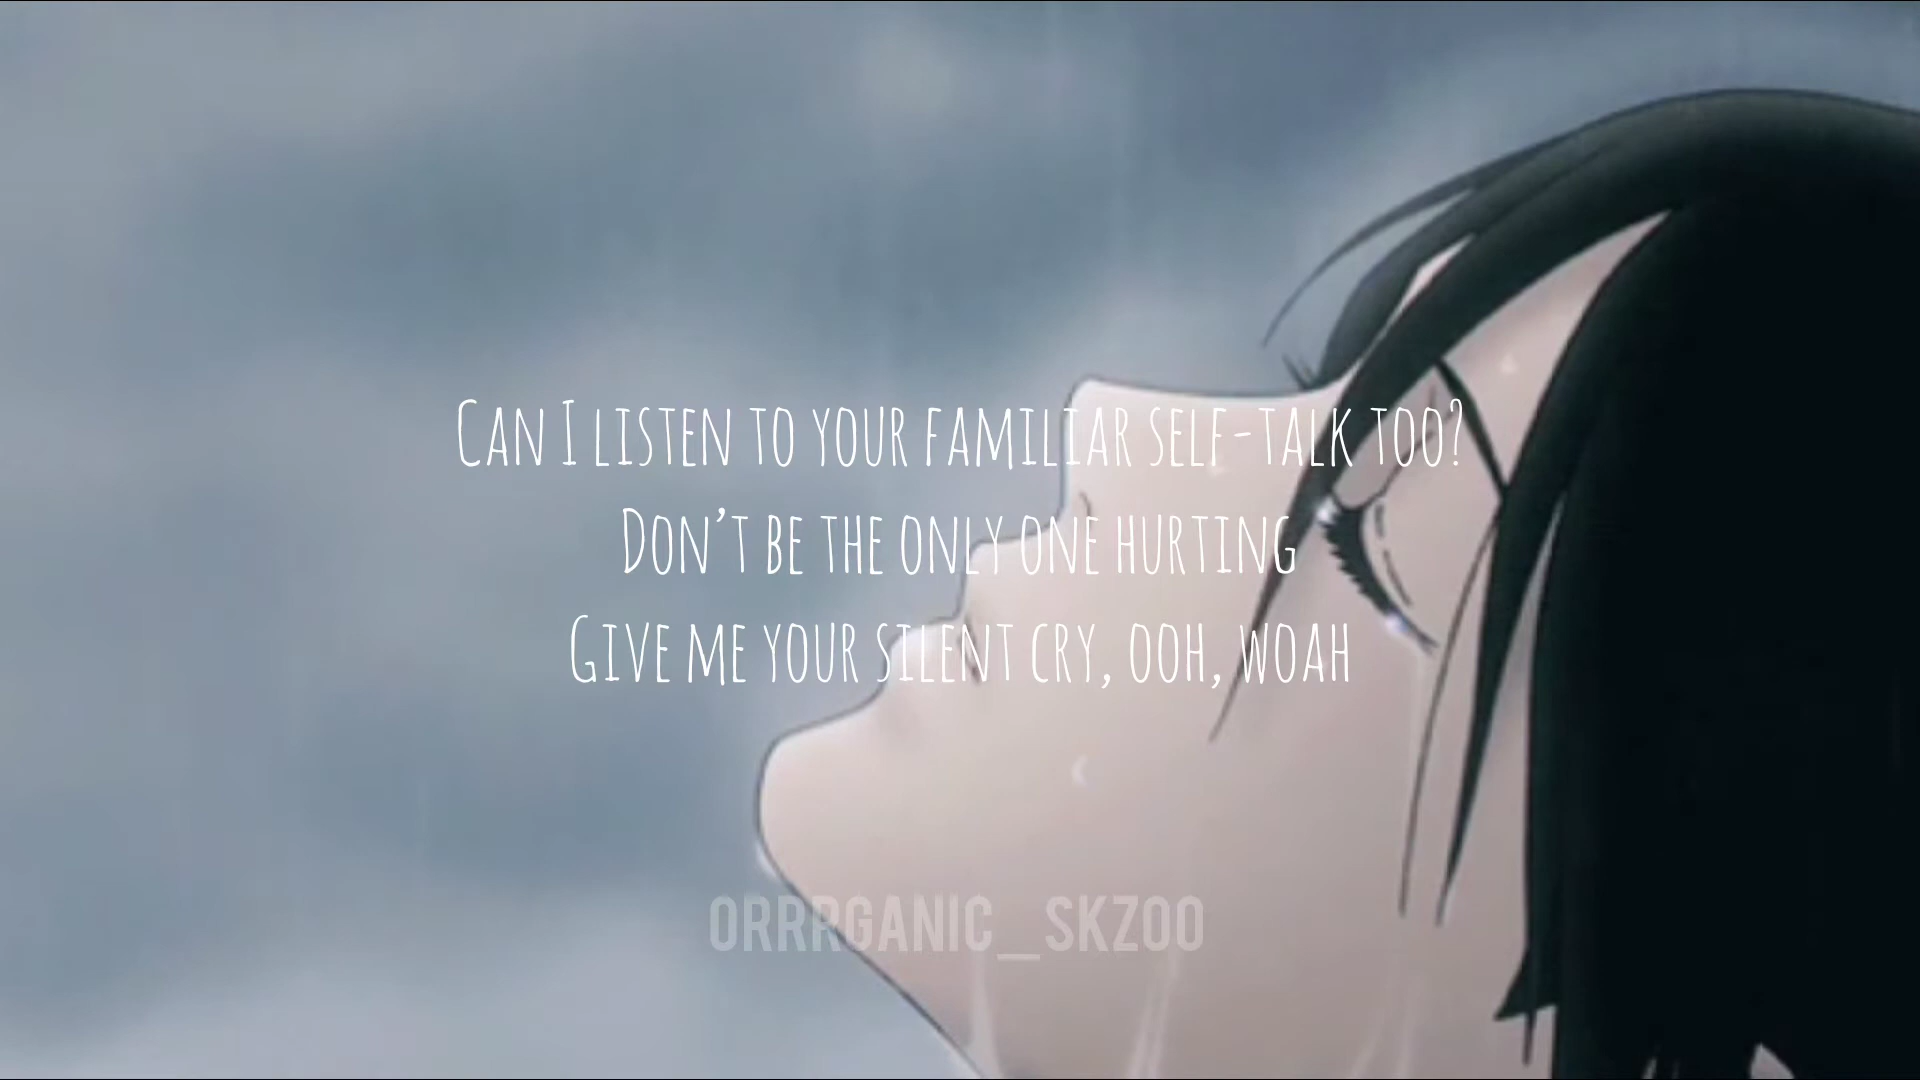 Can I listen to your familiar self-talk too?
Don't be the only one hurting
Give me your silent cry, ooh, woah
ORRRGANIC_SKZOO